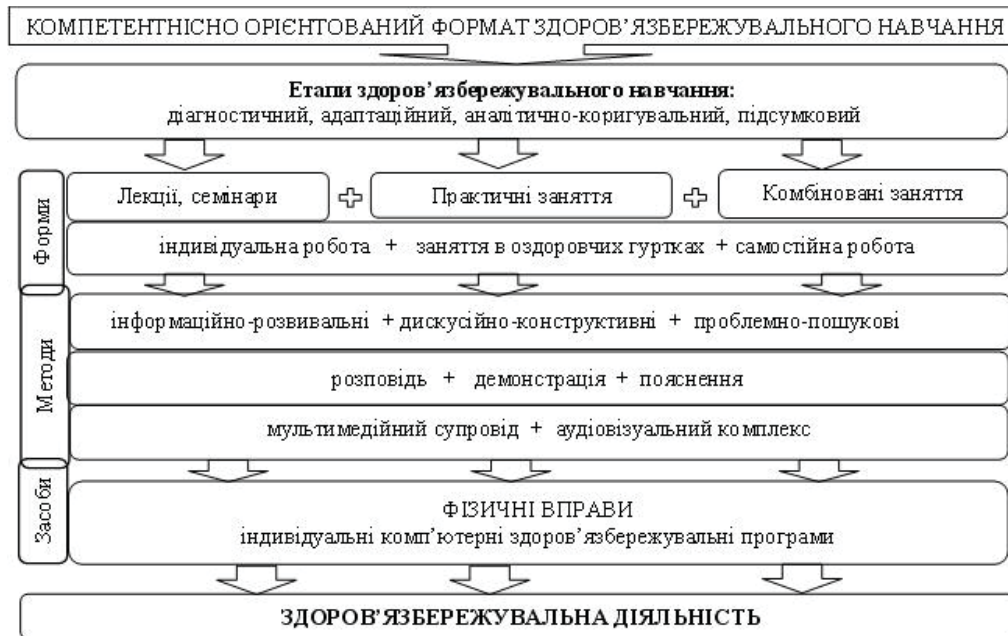 КОМПЕТЕНТНІСНО ОРІЄНТОВАНИЙ ФОРМАТ ЗДОРОВ’ЯЗБЕРЕЖУВАЛЬНОГО НАВЧАННЯ
Етапи здоров’язбережувального навчання:
діагностичний, адаптаційний, аналітично-коригувальний, підсумковий
Форми
Лекції, семінари + Практичні заняття + Комбіновані заняття
індивідуальна робота + заняття в оздоровчих гуртках + самостійна робота
Методи
інформаційно-розвивальні + дискусійно-конструктивні + проблемно-пошукові
розповідь + демонстрація + пояснення
мультимедійний супровід + аудіовізуальний комплекс
Засоби
ФІЗИЧНІ ВПРАВИ
індивідуальні комп’ютерні здоров’язбережувальні програми
ЗДОРОВ’ЯЗБЕРЕЖУВАЛЬНА ДІЯЛЬНІСТЬ